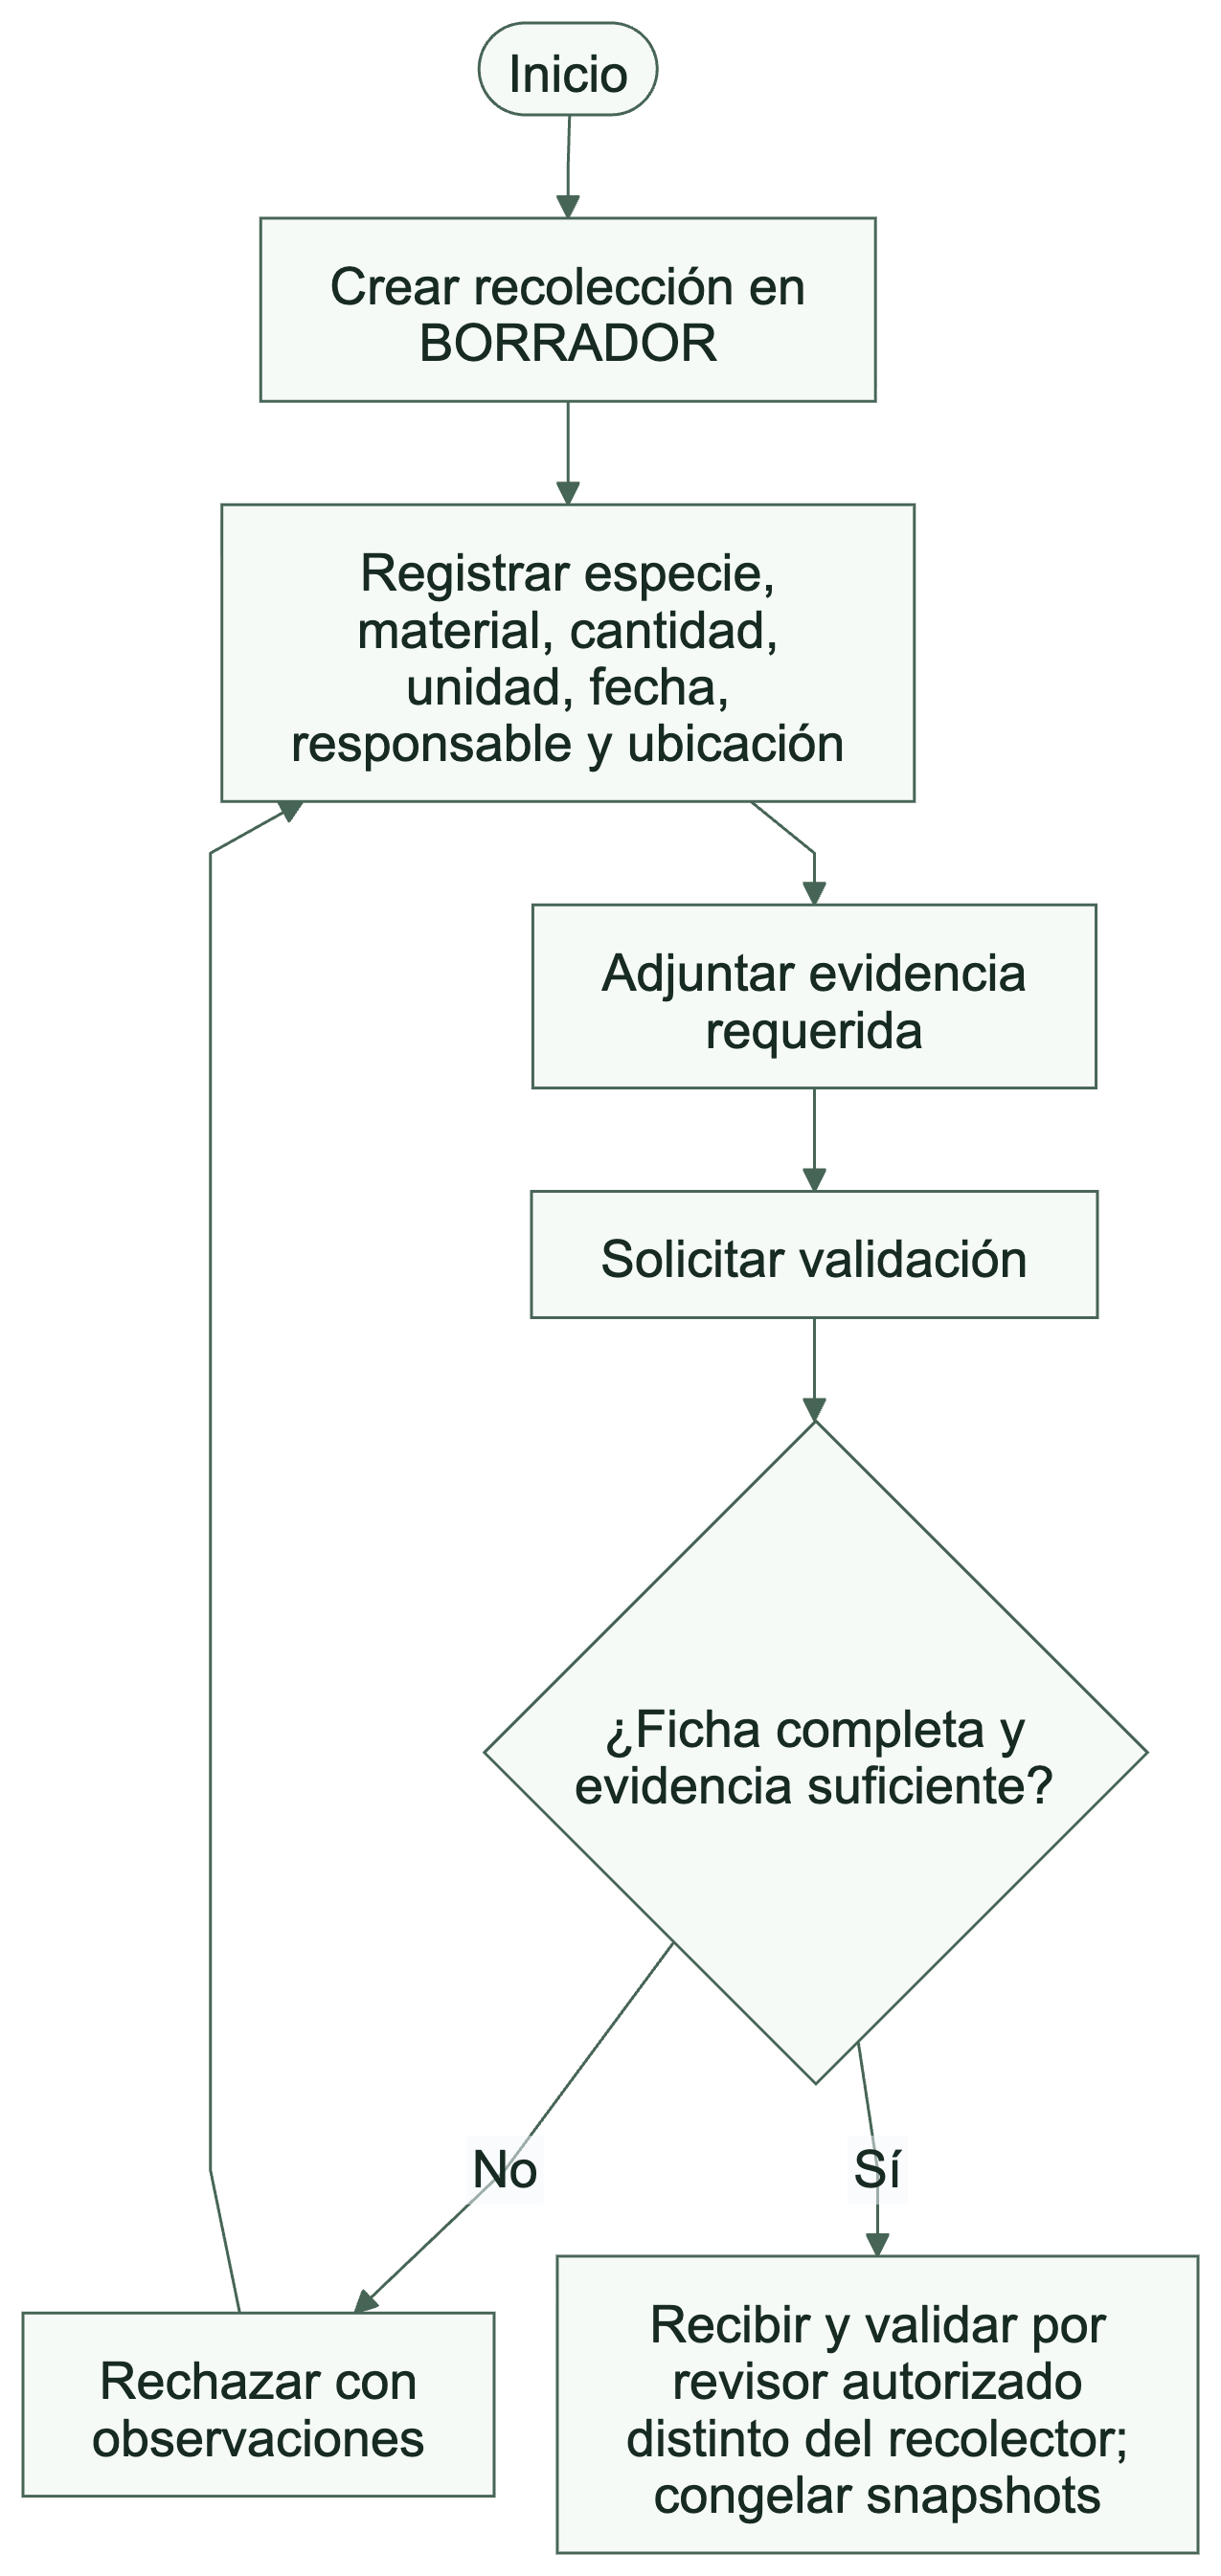 Inicio
Crear recolección en
BORRADOR
Registrar especie,
material, cantidad,
unidad, fecha,
responsable y ubicación
Adjuntar evidencia
requerida
Solicitar validación
¿Ficha completa y
evidencia suficiente?
No
Sí
Rechazar con
observaciones
Recibir y validar por
revisor autorizado
distinto del recolector;
congelar snapshots